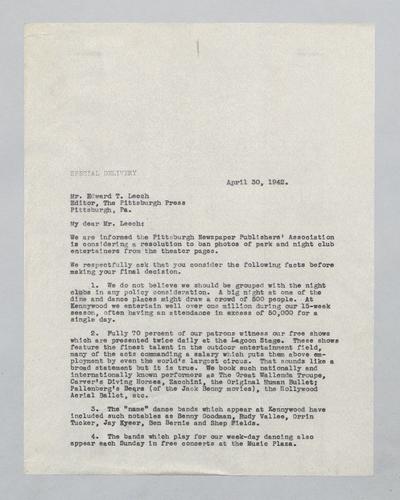 SPECIAL DELIVERY
April 30, 1942.
Mr. Edward T. Leech
Editor, The Pittsburgh Press
Pittsburgh, Pa.
My dear Mr. Leech:
We are informed the Pittsburgh Newspaper Publishers' Association
is considering a resolution to ban photos of park and night club
entertainers from the theater pages.
We respectfully ask that you consider the following facts before
making your final decision.
1. We do not believe we should be grouped with the night
clubs in any policy consideration. A big night at one of the
dine and dance places might draw a crowd of 500 people. At
Kennywood we entertain well over one million during our 15-week
season, often having an attendance in excess of 50,000 for a
single day.
2. Fully 70 percent of our patrons witness our free shows
which are presented twice daily at the Lagoon Stage. These shows
feature the finest talent in the outdoor entertainment field,
many of the acts commanding a salary which puts them above em-
ployment by even the world's largest circus. That sounds like a
broad statement but it is true. We book such nationally and
internationally known performers as The Great Wallenda Troupe,
Carver's Diving Horses, Zacchini, the Original Human Bullet;
Pallenberg's Bears (of the Jack Benny movies), the Hollywood
Aerial Ballet, etc.
3. The "name" dance bands which appear at Kennywood have
included such notables as Benny Goodman, Rudy Vallee, Orrin
Tucker, Jay Kyser, Ben Bernie and Shep Fields.
4. The bands which play for our week-day dancing also
appear each Sunday in free concerts at the Music Plaza.